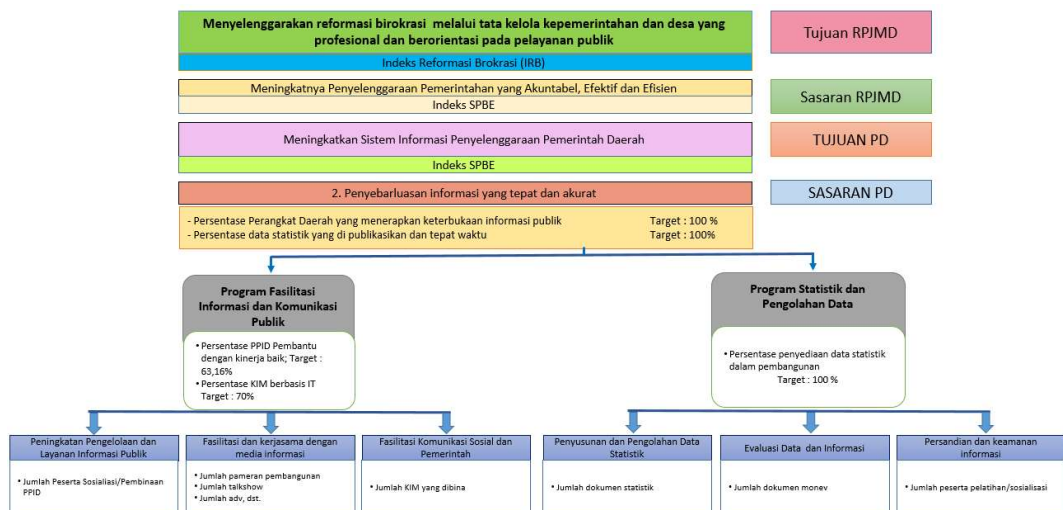 Menyelenggarakan reformasi birokrasi melalui tata kelola kepemerintahan dan desa yang
profesional dan berorientasi pada pelayanan publik
Tujuan RPJMD
Indeks Reformasi Brokrasi (IRB)
Meningkatnya Penyelenggaraan Pemerintahan yang Akuntabel, Efektif dan Efisien
Sasaran RPJMD
Indeks SPBE
Meningkatkan Sistem Informasi Penyelenggaraan Pemerintah Daerah
TUJUAN PD
Indeks SPBE
2. Penyebarluasan informasi yang tepat dan akurat
SASARAN PD
- Persentase Perangkat Daerah yang menerapkan keterbukaan informasi publik Target : 100 %
- Persentase data statistik yang di publikasikan dan tepat waktu Target : 100%
Program Fasilitasi
Informasi dan Komunikasi
Publik
• Persentase PPID Pembantu
dengan kinerja baik; Target :
63,16%
• Persentase KIM berbasis IT
Target : 70%
Program Statistik dan
Pengolahan Data
• Persentase penyediaan data statistik
dalam pembangunan
Target : 100 %
Peningkatan Pengelolaan dan
Layanan Informasi Publik
• Jumlah Peserta Sosialiasi/Pembinaan
PPID
Fasilitasi dan kerjasama dengan
media informasi
• Jumlah pameran pembangunan
• Jumlah talkshow
• Jumlah adv, dst.
Fasilitasi Komunikasi Sosial dan
Pemerintah
• Jumlah KIM yang dibina
Penyusunan dan Pengolahan Data
Statistik
• Jumlah dokumen statistik
Evaluasi Data dan Informasi
• Jumlah dokumen monev
Persandian dan keamanan
informasi
• Jumlah peserta pelatihan/sosialisasi